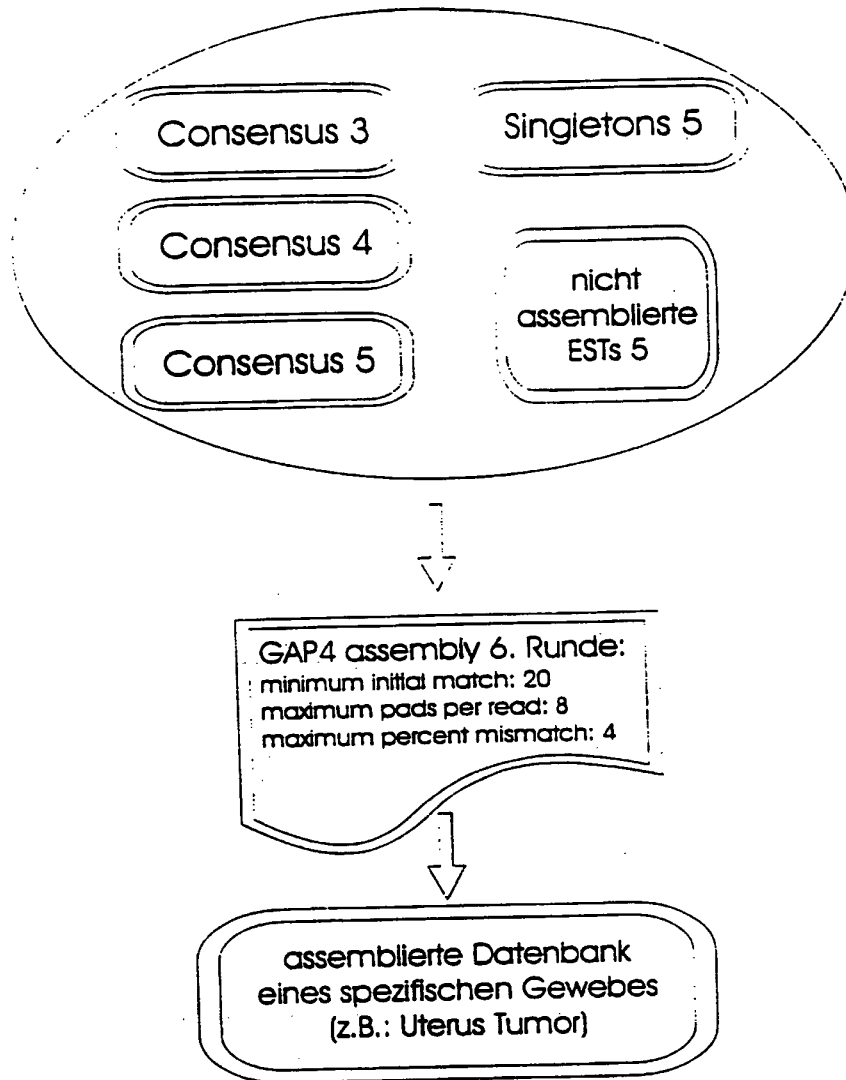 Consensus 3
Singletons 5
Consensus 4
nicht
assemblierte
ESTs 5
Consensus 5
GAP4 assembly 6. Runde:
minimum initial match: 20
maximum pads per read: 8
maximum percent mismatch: 4
assemblierte Datenbank
eines spezifischen Gewebes
(z.B.: Uterus Tumor)